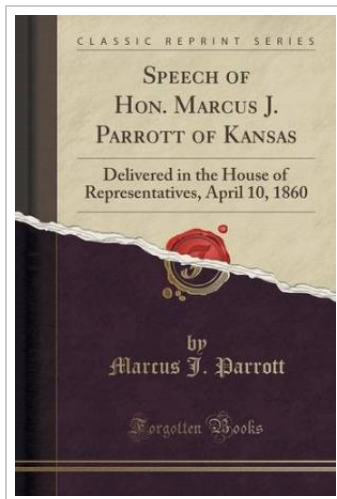 CLASSIC REPRINT SERIES
SPEECH OF
HON. MARCUS J.
PARROTT OF KANSAS
Delivered in the House of
Representatives, April 10, 1860
by
Marcus J. Parrott
Forgotten Books